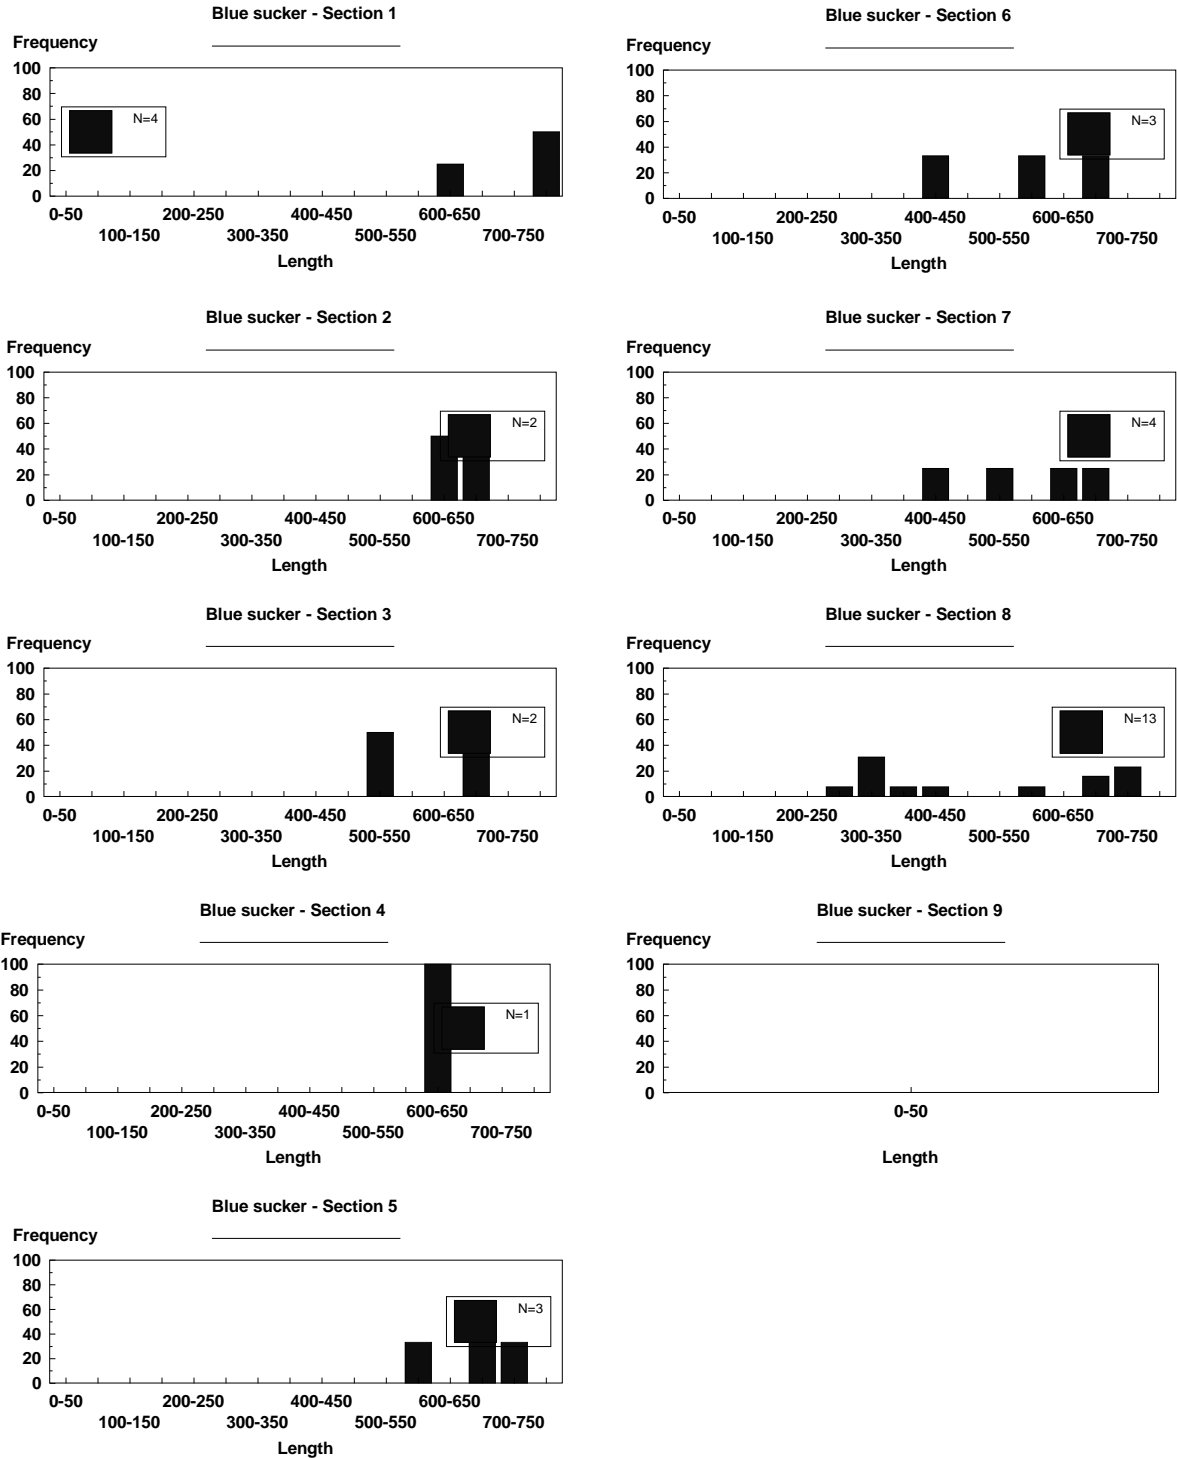 Blue sucker - Section 1
Frequency
100
80
60
40
20
0
N=4
0-50 200-250 400-450 600-650
100-150 300-350 500-550 700-750
Length
Blue sucker - Section 2
Frequency
100
80
60
40
20
0
N=2
0-50 200-250 400-450 600-650
100-150 300-350 500-550 700-750
Length
Blue sucker - Section 3
Frequency
100
80
60
40
20
0
N=2
0-50 200-250 400-450 600-650
100-150 300-350 500-550 700-750
Length
Blue sucker - Section 4
Frequency
100
80
60
40
20
0
N=1
0-50 200-250 400-450 600-650
100-150 300-350 500-550 700-750
Length
Blue sucker - Section 5
Frequency
100
80
60
40
20
0
N=3
0-50 200-250 400-450 600-650
100-150 300-350 500-550 700-750
Length
Blue sucker - Section 6
Frequency
100
80
60
40
20
0
N=3
0-50 200-250 400-450 600-650
100-150 300-350 500-550 700-750
Length
Blue sucker - Section 7
Frequency
100
80
60
40
20
0
N=4
0-50 200-250 400-450 600-650
100-150 300-350 500-550 700-750
Length
Blue sucker - Section 8
Frequency
100
80
60
40
20
0
N=13
0-50 200-250 400-450 600-650
100-150 300-350 500-550 700-750
Length
Blue sucker - Section 9
Frequency
100
80
60
40
20
0
0-50
Length